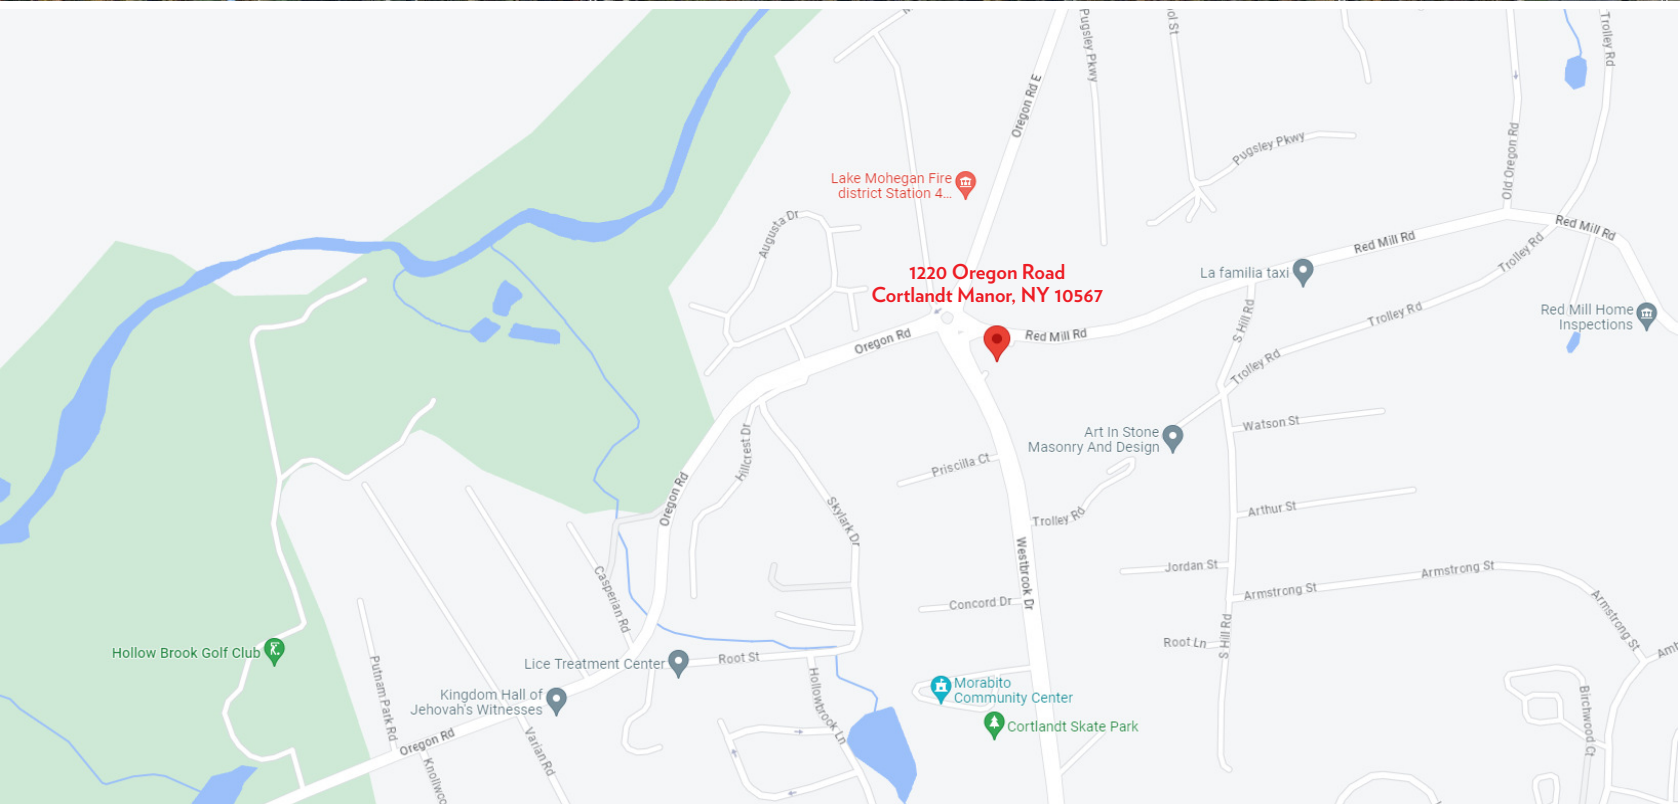 Pugsley Pkwy
Trolley Rd
Oregon Rd E
Pugsley Pkwy
Old Oregon Rd
Lake Mohegan Fire
district Station 4...
Augusta Dr
Red Mill Rd
Red Mill Rd
Trolley Rd
1220 Oregon Road
Cortlandt Manor, NY 10567
La familia taxi
Red Mill Home
Inspections
S Hill Rd
Trolley Rd
Oregon Rd
Red Mill Rd
Trolley Rd
Art In Stone
Masonry And Design
Watson St
Hillcrest Dr
Priscilla Ct
Oregon Rd
Skylark Dr
Trolley Rd
Arthur St
Westbrook Dr
Jordan St
Armstrong St
Armstrong St
Armstrong St
Casperian Rd
Concord Dr
Root Ln
S Hill Rd
Hollow Brook Golf Club
Lice Treatment Center
Root St
Putnam Park Rd
Kingdom Hall of
Jehovah's Witnesses
Hollowbrook Ln
Morabito
Community Center
Cortlandt Skate Park
Birchwood Ct
Oregon Rd
Varian Rd